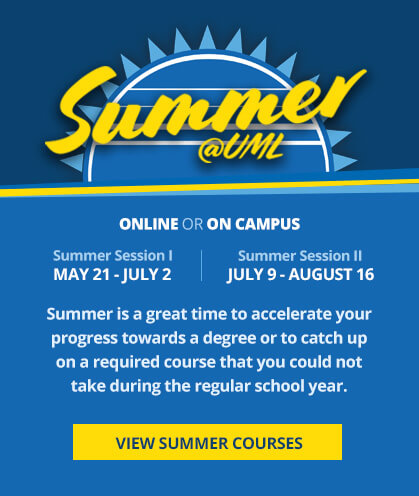 Summer
@UML
ONLINE OR ON CAMPUS
Summer Session I
MAY 21 - JULY 2
Summer Session II
JULY 9 - AUGUST 16
Summer is a great time to accelerate your
progress towards a degree or to catch up
on a required course that you could not
take during the regular school year.
VIEW SUMMER COURSES